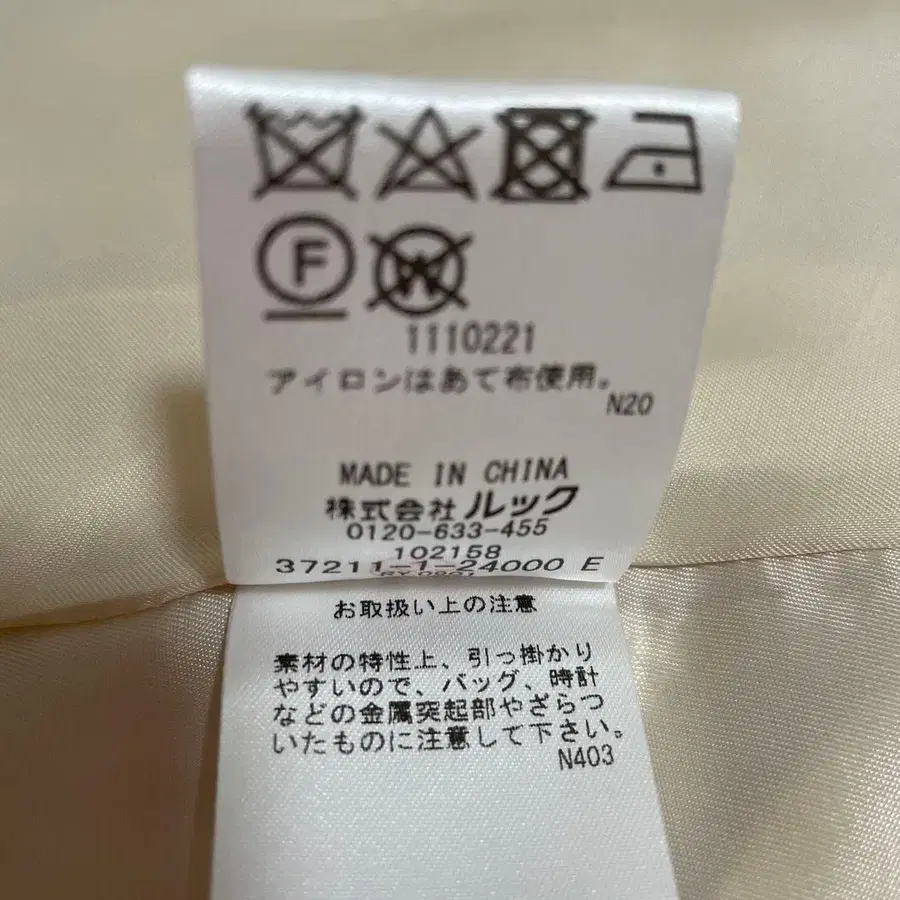 F
W
1110221
アイロンはあて布使用。
N20
MADE IN CHINA
株式会社 ルック
0120-633-455
102158
37211-1-24000 E
お取扱い上の注意
素材の特性上、引っ掛かり
やすいので、バッグ、時計
などの金属突起部やざらつ
いたものに注意して下さい。
N403